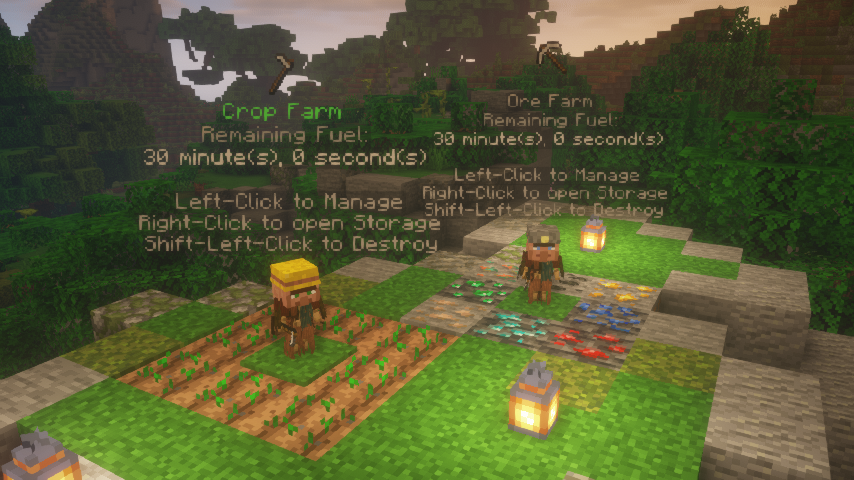 Crop Farm
Remaining Fuel:
30 minute(s), 0 second(s)
Left-Click to Manage
Right-Click to open Storage
Shift-Left-Click to Destroy
Ore Farm
Remaining Fuel:
30 minute(s), 0 second(s)
Left-Click to Manage
Right-Click to open Storage
Shift-Left-Click to Destroy